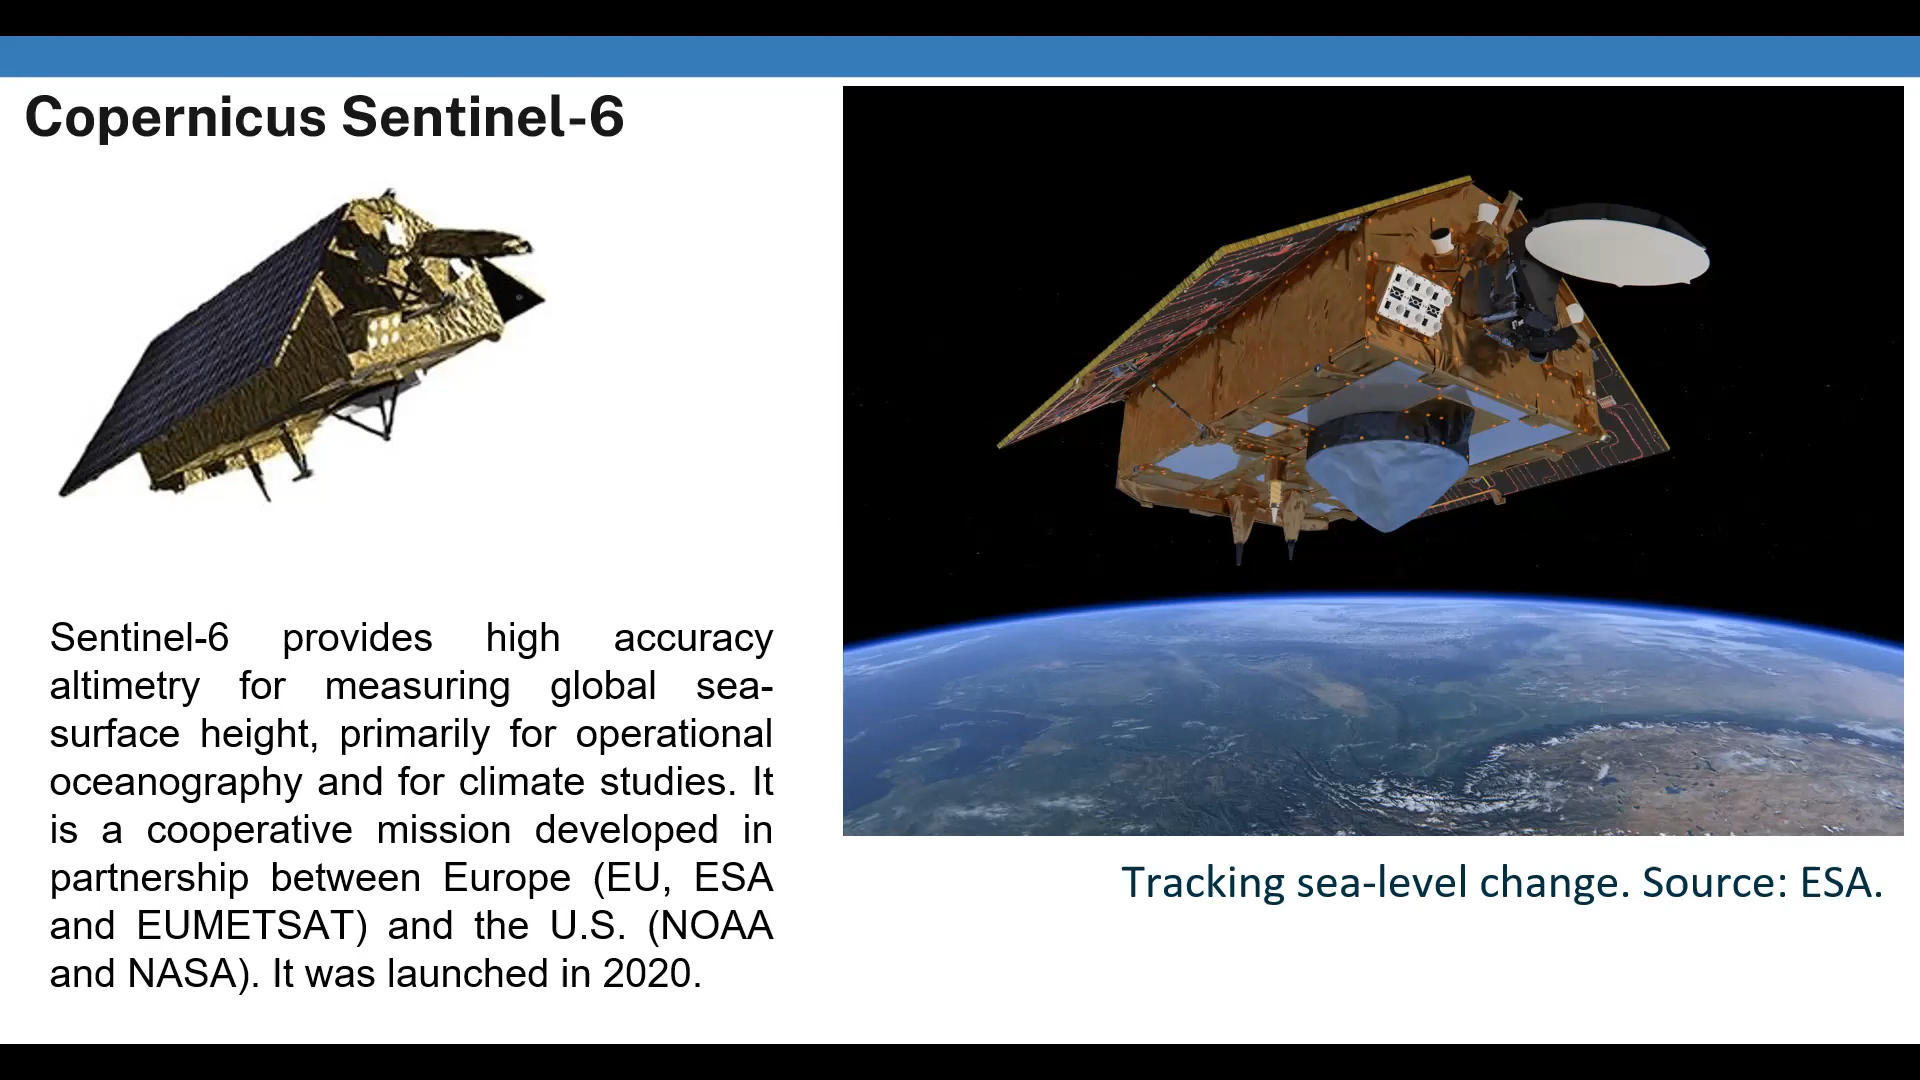 Copernicus Sentinel-6
Sentinel-6 provides high accuracy
altimetry for measuring global sea-
surface height, primarily for operational
oceanography and for climate studies. It
is a cooperative mission developed in
partnership between Europe (EU, ESA
and EUMETSAT) and the U.S. (NOAA
and NASA). It was launched in 2020.
Tracking sea-level change. Source: ESA.